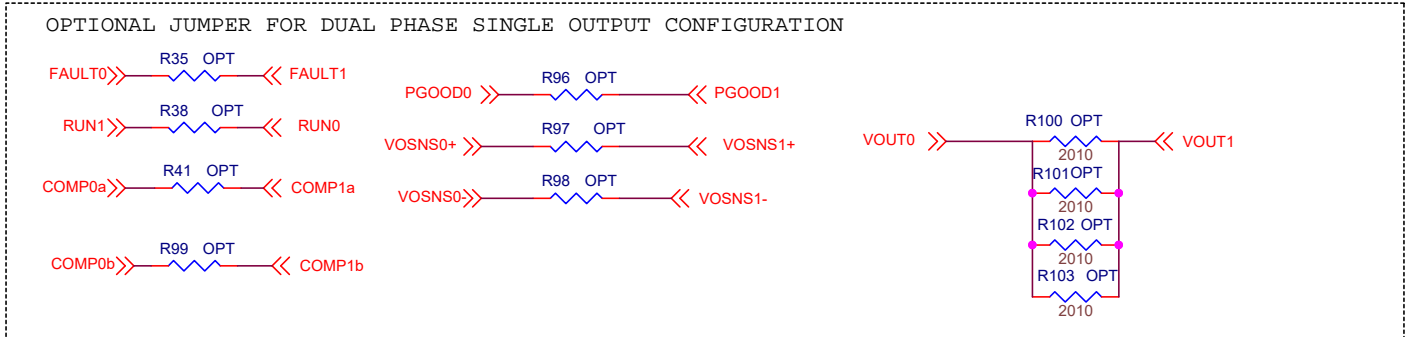 OPTIONAL JUMPER FOR DUAL PHASE SINGLE OUTPUT CONFIGURATION
R35 OPT
FAULT0 FAULT1
R38 OPT
RUN1 RUN0
R41 OPT
COMP0a COMP1a
R99 OPT
COMP0b COMP1b
R96 OPT
PGOOD0 PGOOD1
R97 OPT
VOSNS0+ VOSNS1+
R98 OPT
VOSNS0- VOSNS1-
R100 OPT
VOUT0 VOUT1
2010
R101 OPT
2010
R102 OPT
2010
R103 OPT
2010